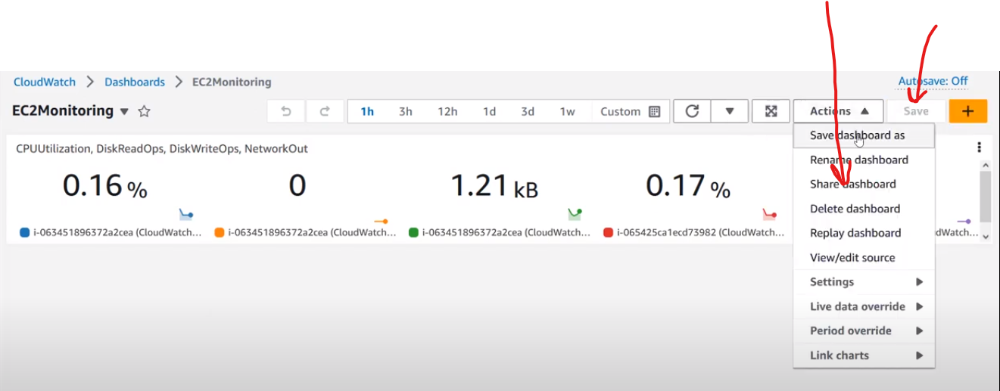 CloudWatch > Dashboards > EC2Monitoring
Autosave: Off
EC2Monitoring
1h 3h 12h 1d 3d 1w Custom
Actions
Save
+
Save dashboard as
Rename dashboard
Share dashboard
Delete dashboard
Replay dashboard
View/edit source
Settings
Live data override
Period override
Link charts
CPUUtilization, DiskReadOps, DiskWriteOps, NetworkOut
0.16 % 0 1.21 kB 0.17 %
i-063451896372a2cea (CloudWatch... i-063451896372a2cea (CloudWatch... i-063451896372a2cea (CloudWatch... i-065425ca1ecd73982 (CloudWatch... dWatch...